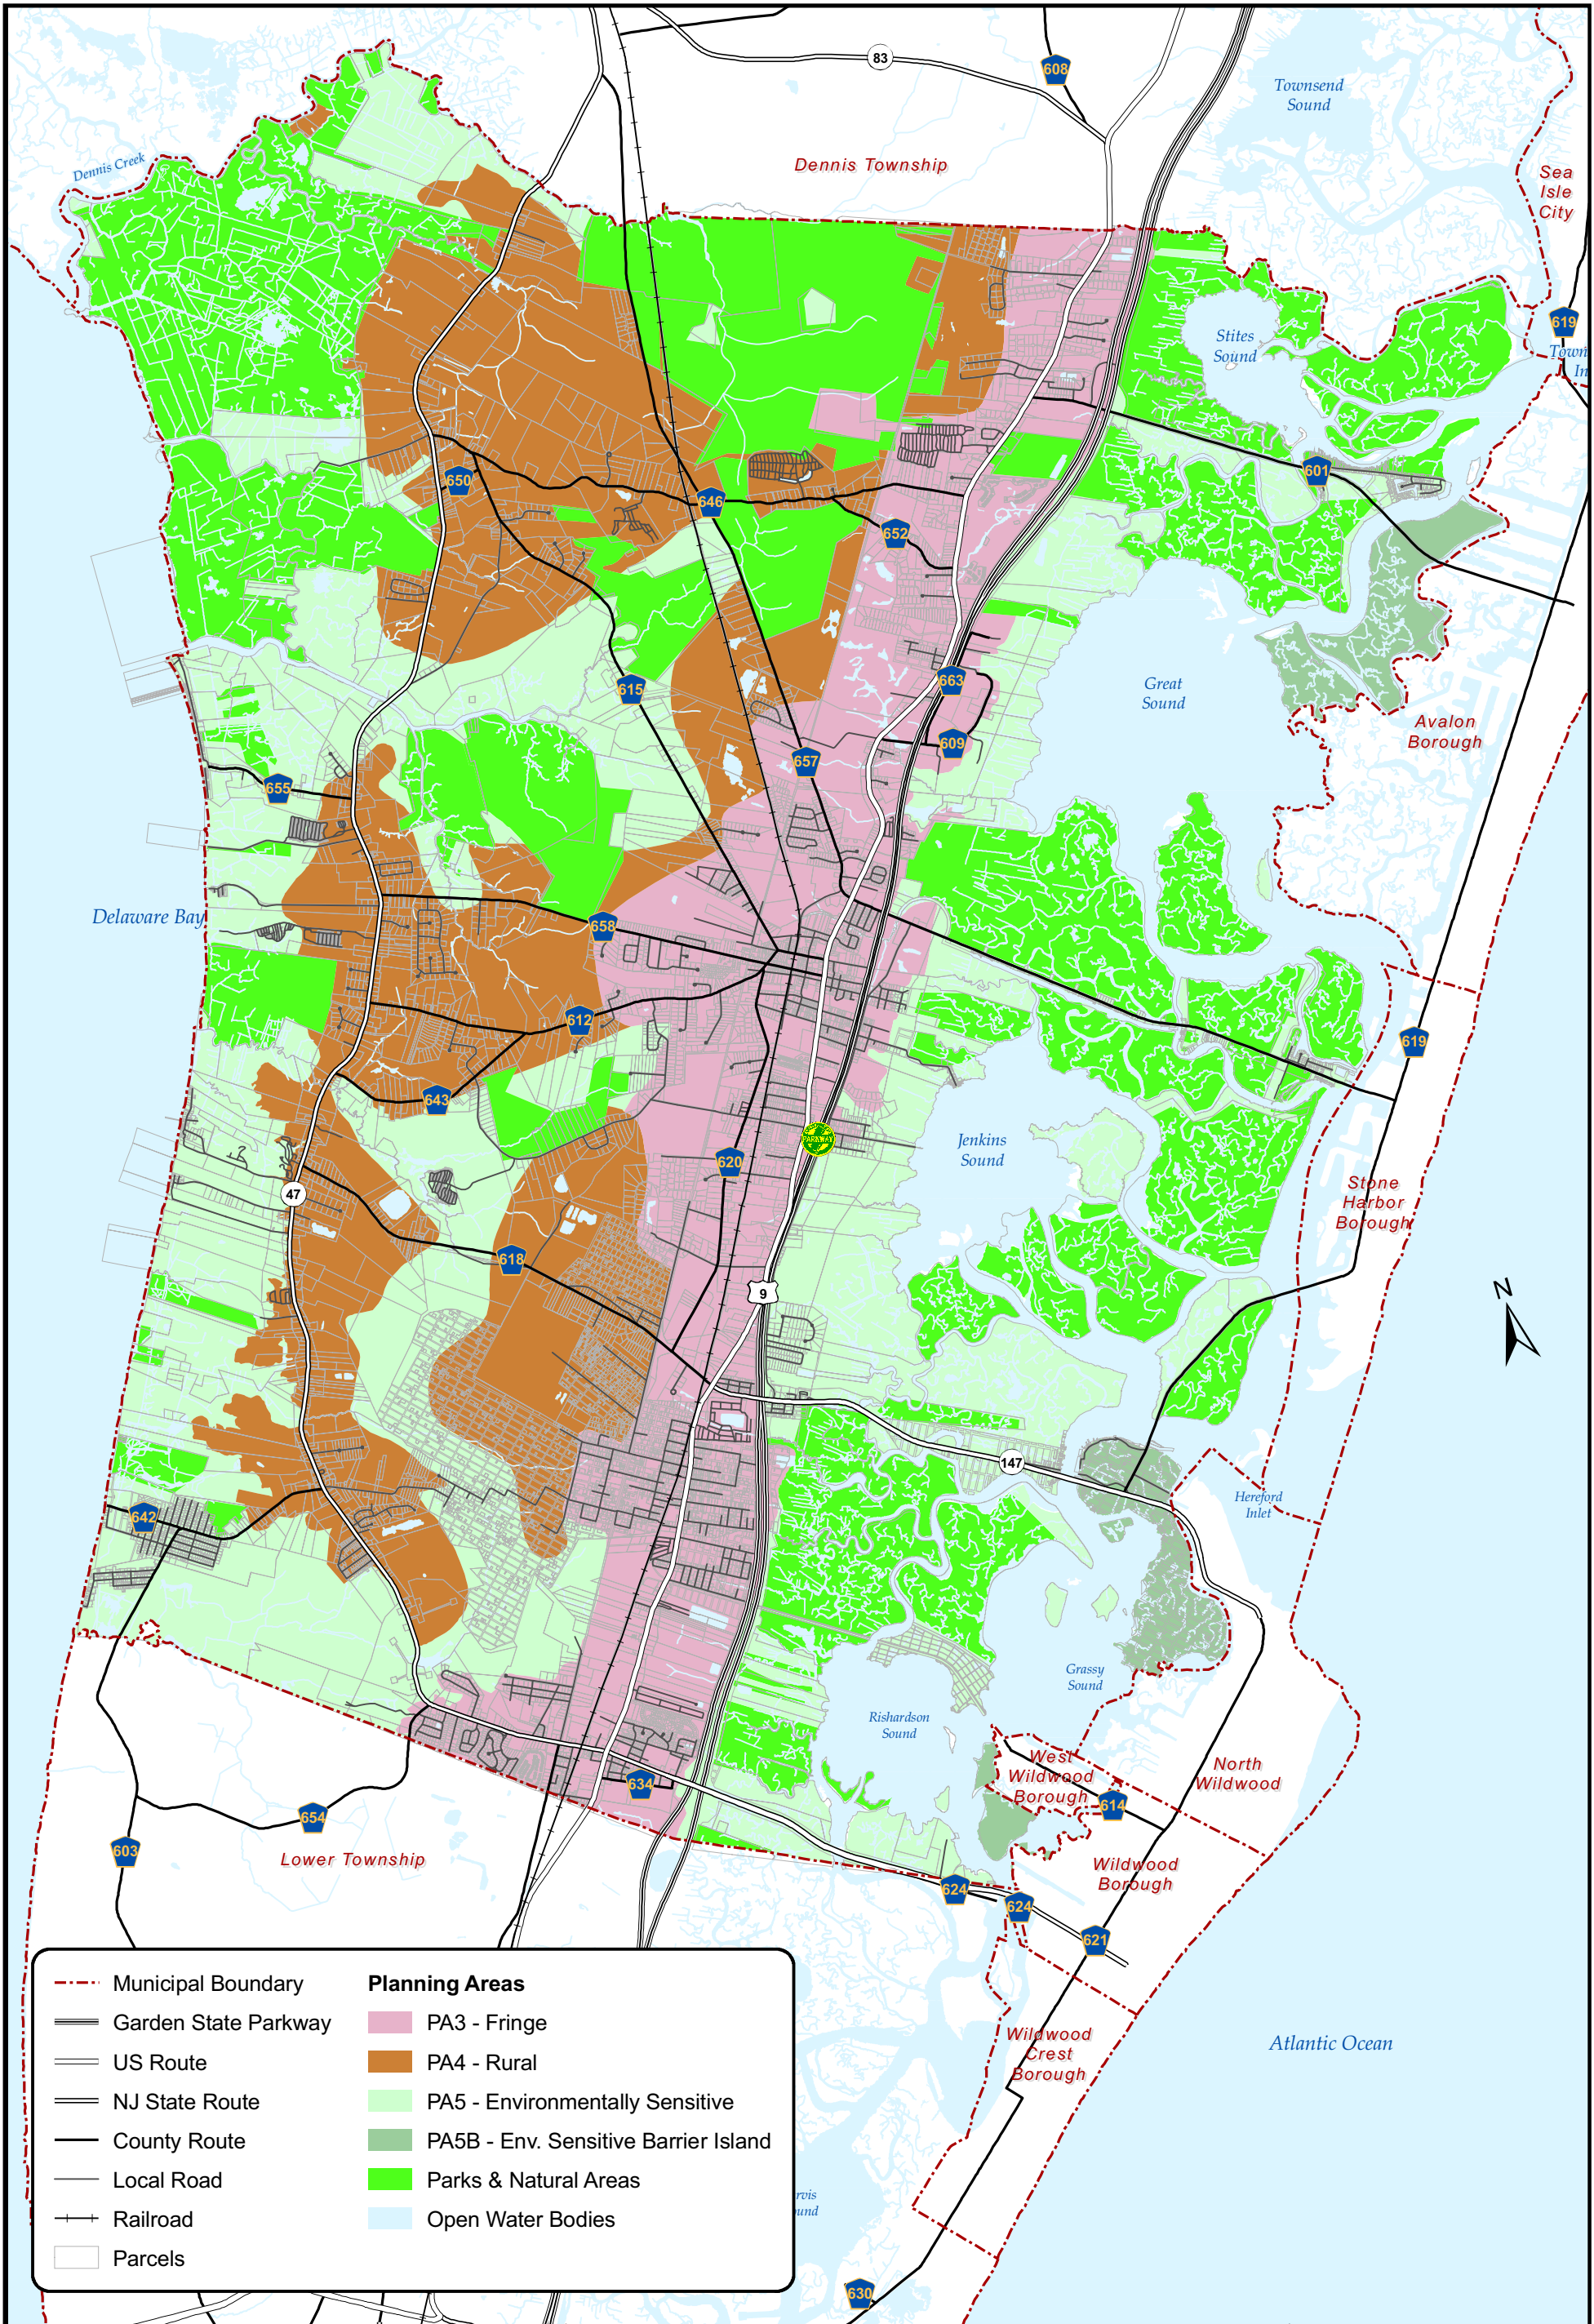 83
608
Townsend
Sound
Dennis Creek
Dennis Township
Sea
Isle
City
619
Town
In
Stites
Sound
601
650
646
652
615
663
Great
Sound
609
657
Avalon
Borough
655
Delaware Bay
658
612
619
643
PARKWAY
Jenkins
Sound
620
47
Stone
Harbor
Borough
618
9
N
147
Hereford
Inlet
642
Grassy
Sound
Rishardson
Sound
West
Wildwood
Borough
North
Wildwood
634
614
654
603
Lower Township
Wildwood
Borough
624
624
621
Wildwood
Crest
Borough
Atlantic Ocean
rvis
und
630
Municipal Boundary
Garden State Parkway
US Route
NJ State Route
County Route
Local Road
Railroad
Parcels
Planning Areas
PA3 - Fringe
PA4 - Rural
PA5 - Environmentally Sensitive
PA5B - Env. Sensitive Barrier Island
Parks & Natural Areas
Open Water Bodies